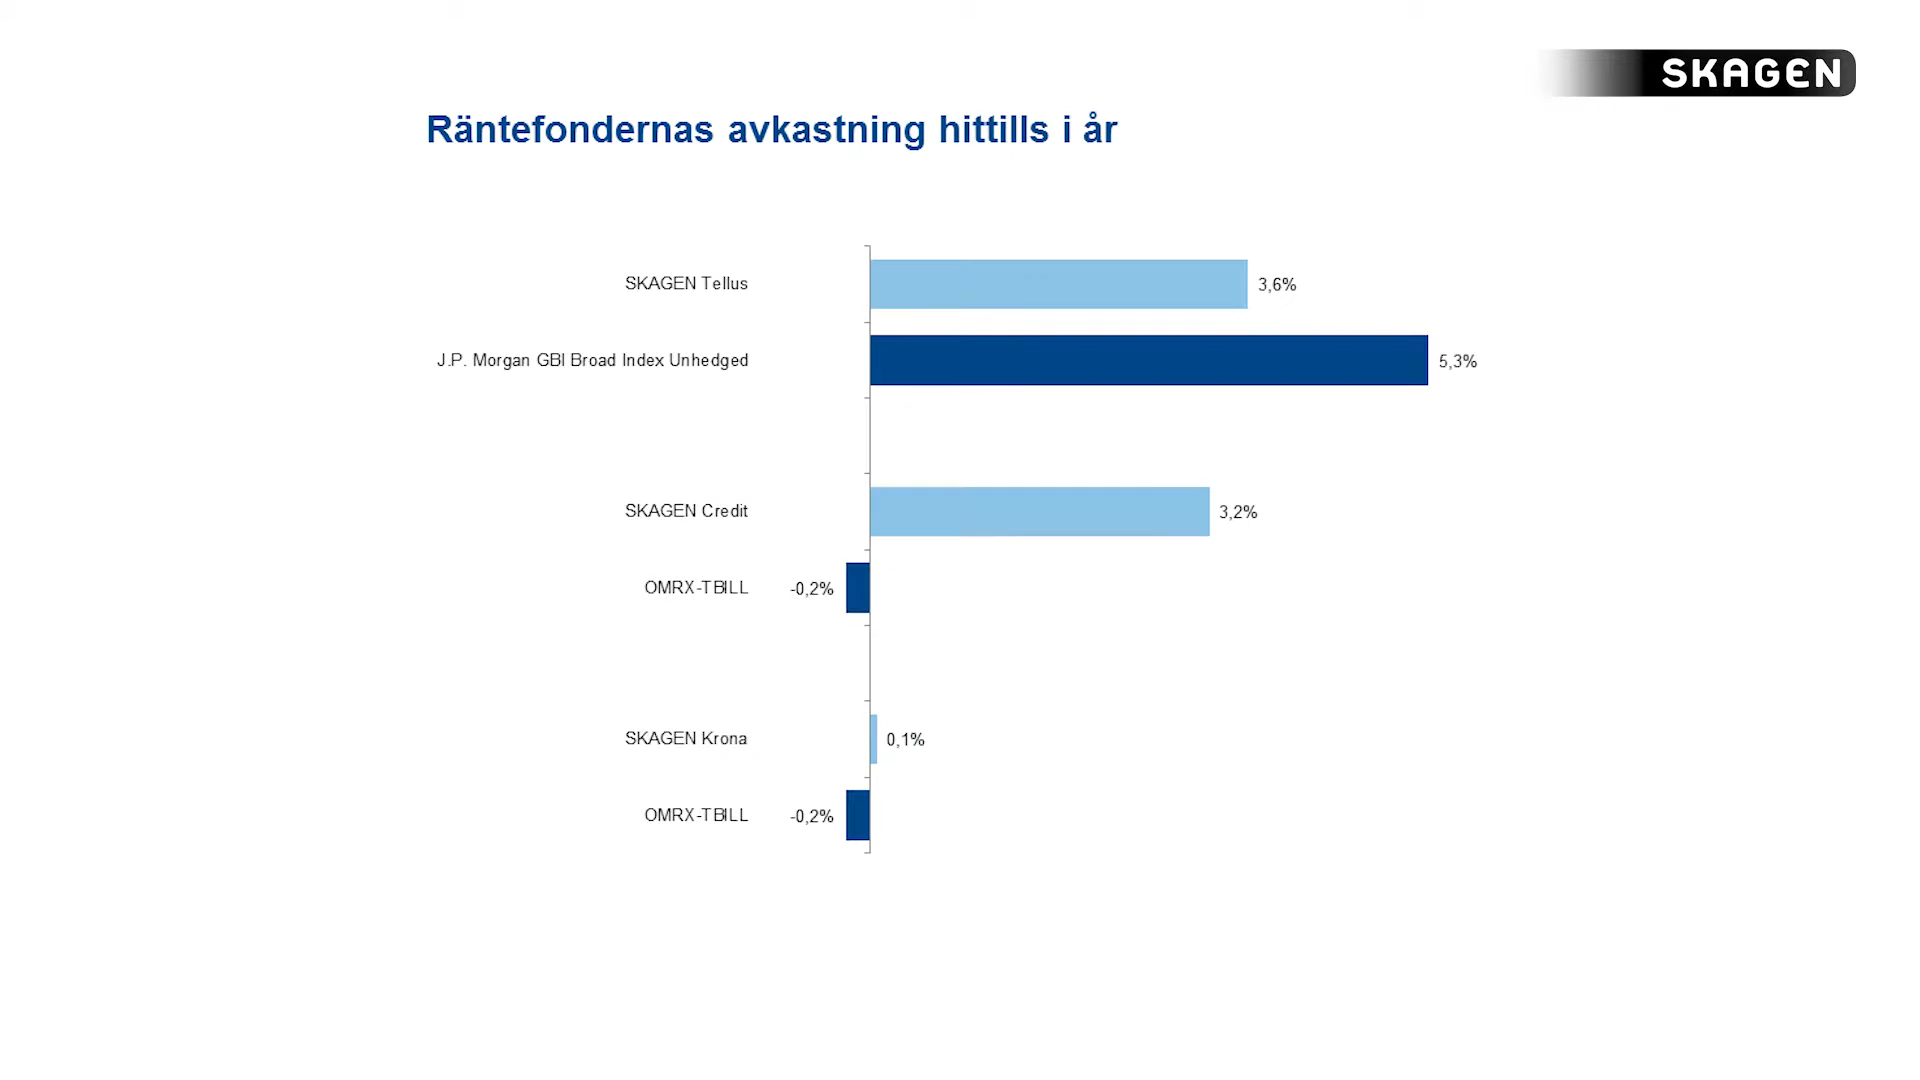 SKAGEN
Räntefondernas avkastning hittills i år
SKAGEN Tellus 3,6%
J.P. Morgan GBI Broad Index Unhedged 5,3%
SKAGEN Credit 3,2%
OMRX-TBILL -0,2%
SKAGEN Krona 0,1%
OMRX-TBILL -0,2%